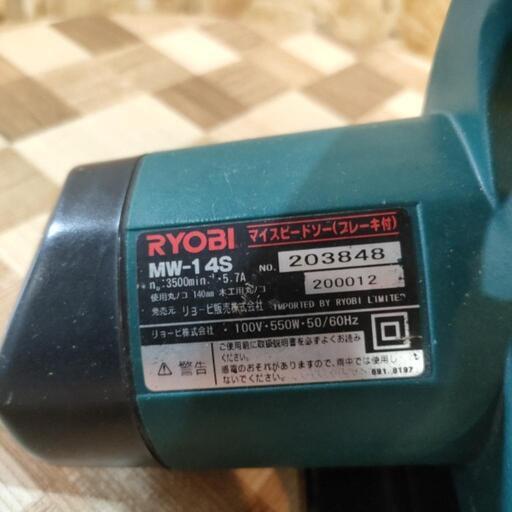 RYOBI マイスピードソー(ブレーキ付)
MW-14S NO. 203848
n₀:3500min⁻¹・5.7A 200012
使用丸ノコ 140mm 木工用丸ノコ
発売元 リョービ販売株式会社 IMPORTED BY RYOBI LIMITED
リョービ株式会社 ・100V・550W・50/60Hz
⚠警告 ご使用前に取扱説明書を必ずよくお読み
ください。
感電のおそれがありますので、雨中では使用し
ないでください。
691.8197